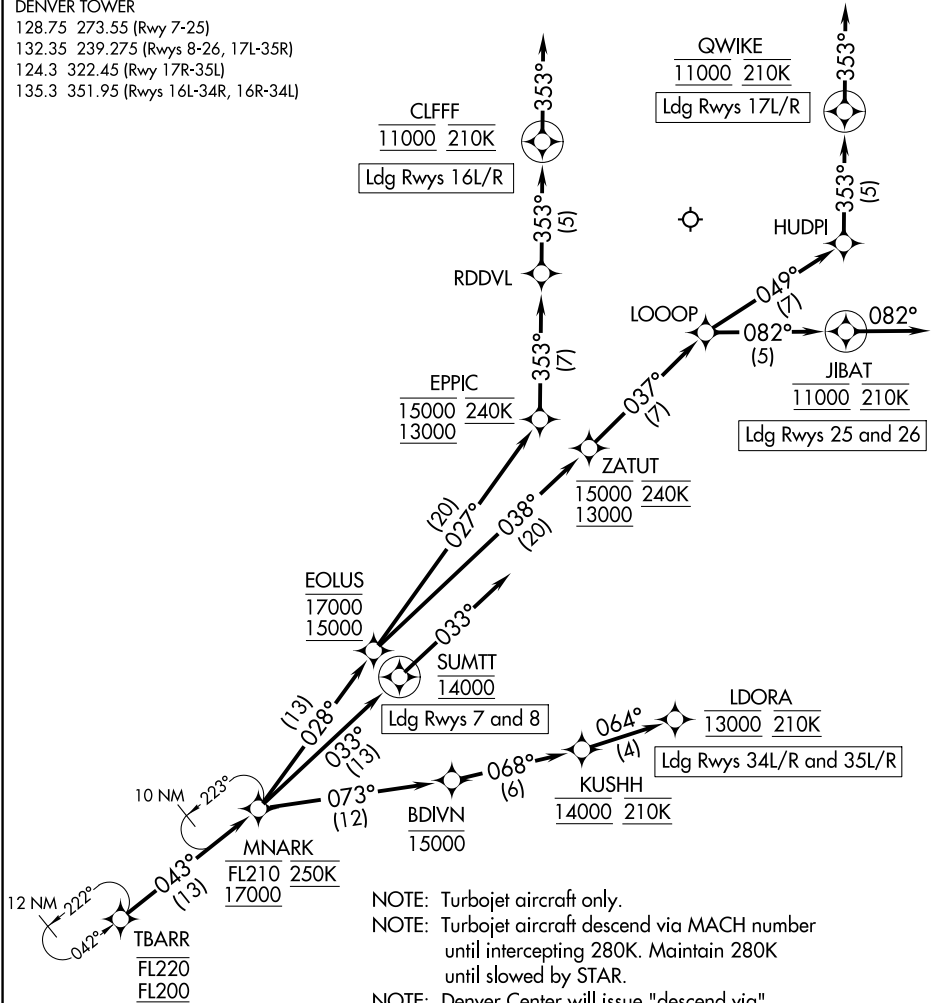 DENVER TOWER
128.75 273.55 (Rwy 7-25)
132.35 239.275 (Rwys 8-26, 17L-35R)
124.3 322.45 (Rwy 17R-35L)
135.3 351.95 (Rwys 16L-34R, 16R-34L)
353°
353°
QWIKE
11000 210K
Ldg Rwys 17L/R
CLFFF
11000 210K
Ldg Rwys 16L/R
353°
(5)
353°
(5)
HUDPI
RDDVL
049°
(7)
LOOOP
082°
(5)
082°
JIBAT
11000 210K
Ldg Rwys 25 and 26
353°
(7)
EPPIC
15000 240K
13000
037°
(7)
ZATUT
15000 240K
13000
(20)
027°
038°
(20)
EOLUS
17000
15000
033°
SUMTT
14000
Ldg Rwys 7 and 8
(13)
028°
033°
(13)
LDORA
13000 210K
Ldg Rwys 34L/R and 35L/R
064°
(4)
068°
(6)
KUSHH
14000 210K
073°
(12)
BDIVN
15000
10 NM
223°
MNARK
FL210 250K
17000
043°
(13)
12 NM
222°
042°
TBARR
FL220
FL200
NOTE: Turbojet aircraft only.
NOTE: Turbojet aircraft descend via MACH number
until intercepting 280K. Maintain 280K
until slowed by STAR.
NOTE: Denver Center will issue "descend via"